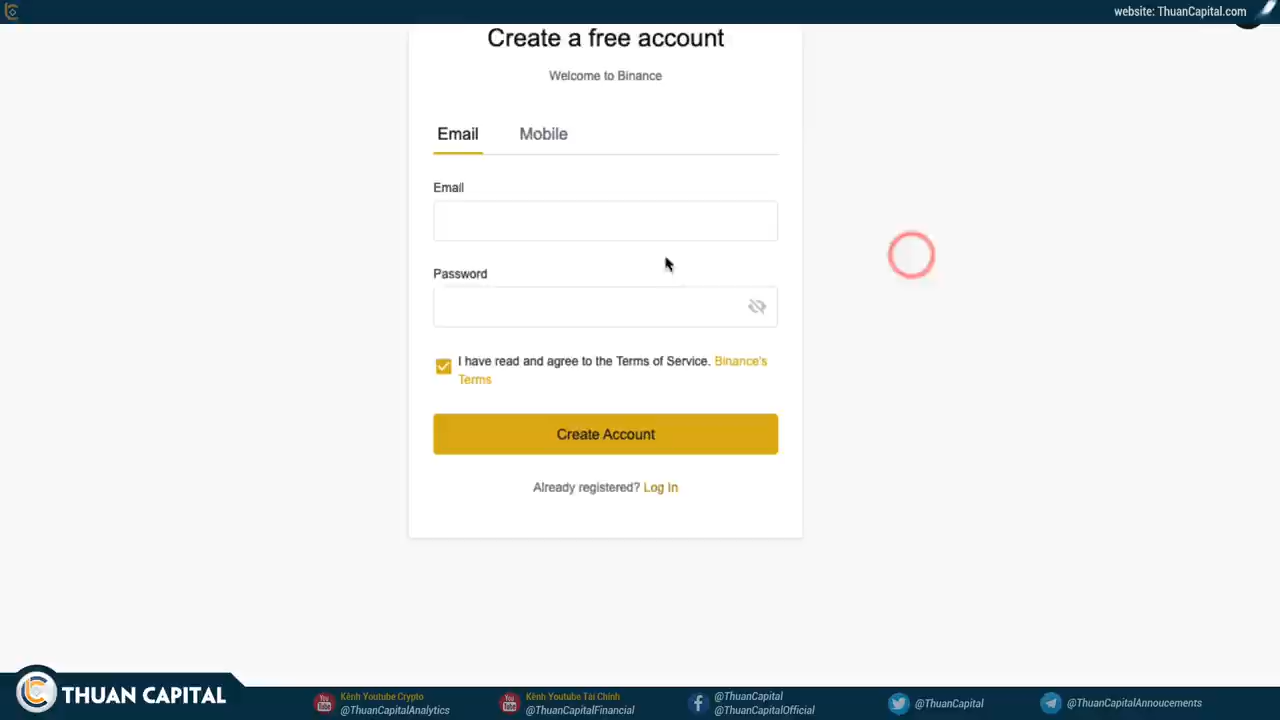 website: ThuanCapital.com
Create a free account
Welcome to Binance
Email Mobile
Email
Password
I have read and agree to the Terms of Service. Binance's
Terms
Create Account
Already registered? Log In
THUAN CAPITAL
Kênh Youtube Crypto
@ThuanCapitalAnalytics
Kênh Youtube Tài Chính
@ThuanCapitalFinancial
@ThuanCapital
@ThuanCapitalOfficial
@ThuanCapital
@ThuanCapitalAnnoucements